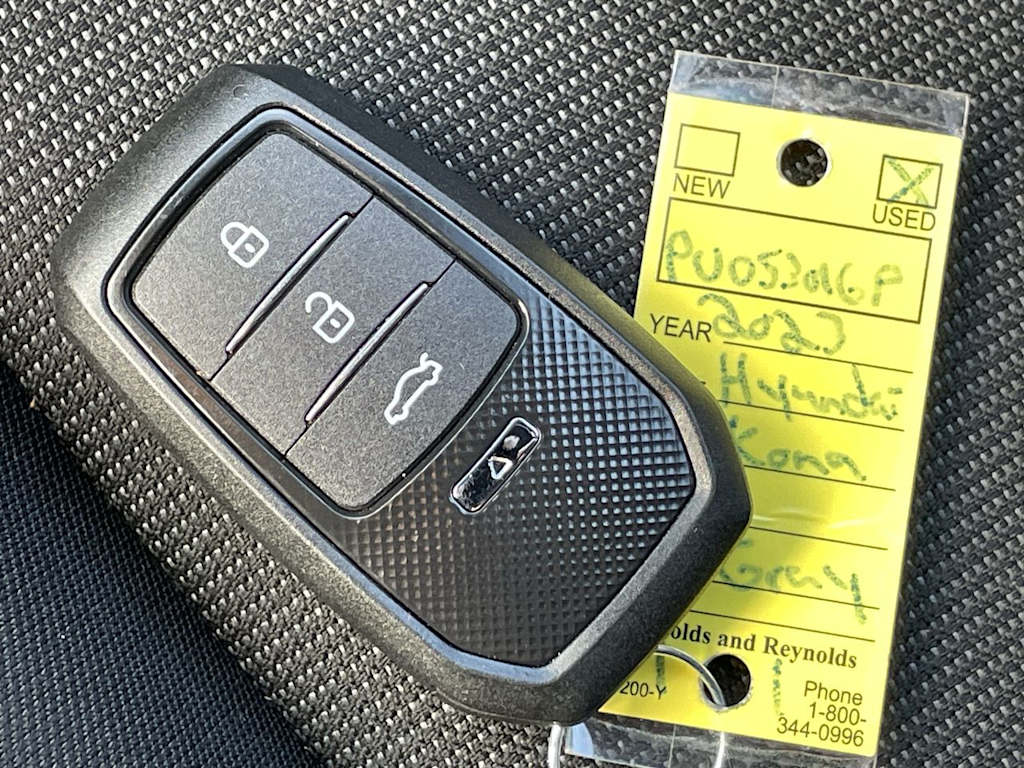 NEW
USED
PU053016P
YEAR 2023
Hyundai
Kona
Gray
olds and Reynolds
200-Y
Phone
1-800-
344-0996